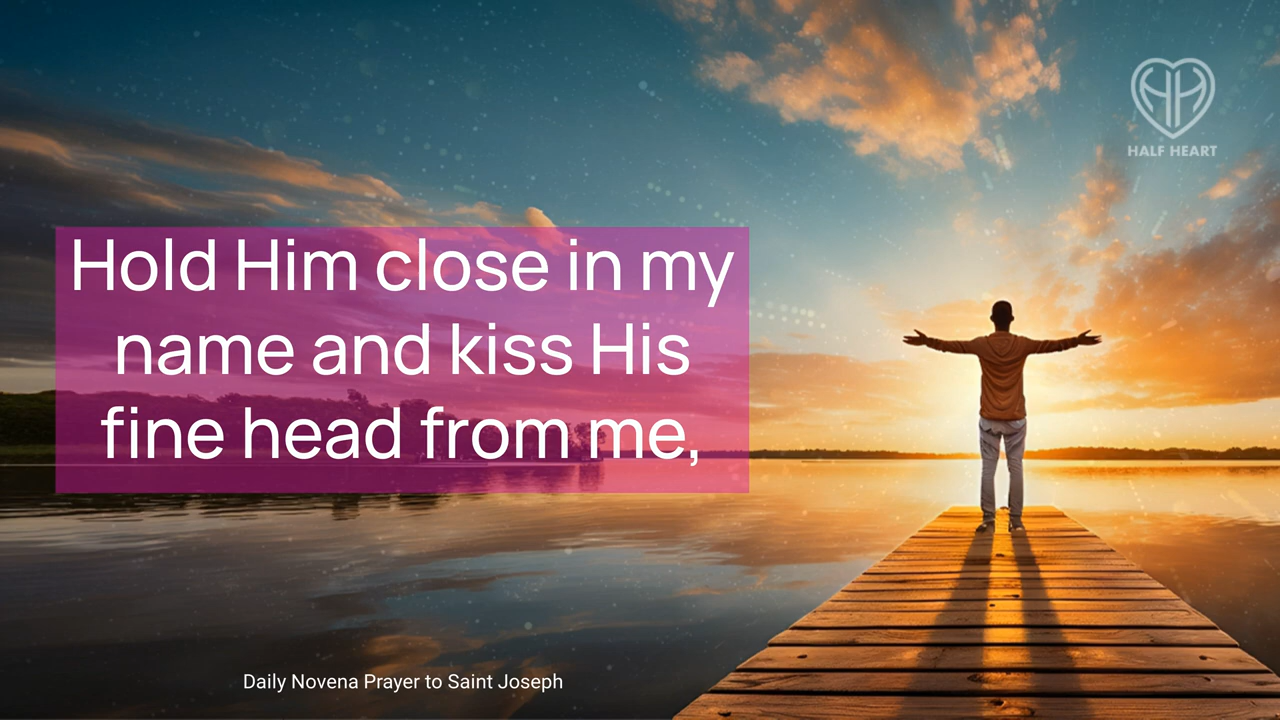 HALF HEART
Hold Him close in my
name and kiss His
fine head from me,
Daily Novena Prayer to Saint Joseph